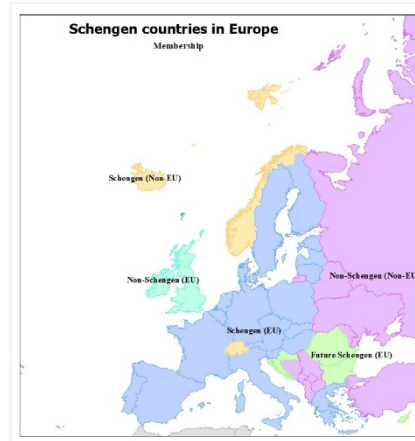 Schengen countries in Europe
Membership
Schengen (Non-EU)
Non-Schengen (EU)
Non-Schengen (Non-EU
Schengen (EU)
Future Schengen (EU)